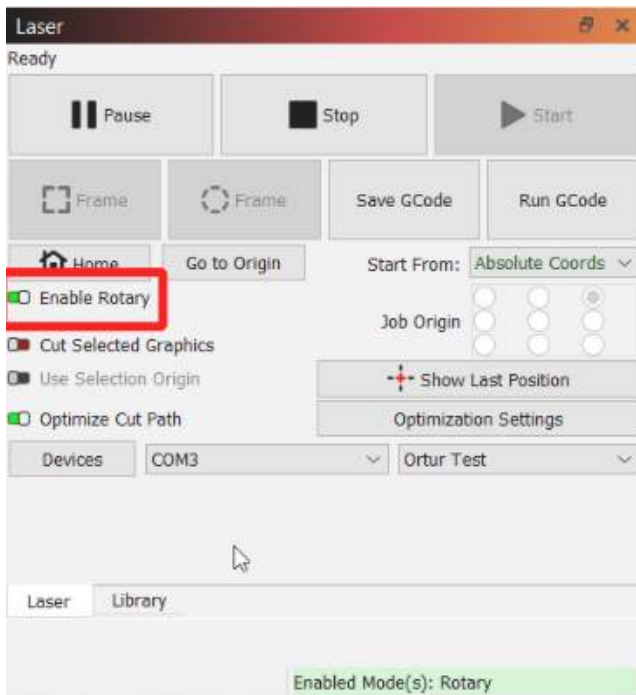 Laser
Ready
Pause Stop Start
Frame Frame Save GCode Run GCode
Home Go to Origin Start From: Absolute Coords
Enable Rotary
Job Origin
Cut Selected Graphics
Use Selection Origin Show Last Position
Optimize Cut Path Optimization Settings
Devices COM3 Ortur Test
Laser Library
Enabled Mode(s): Rotary